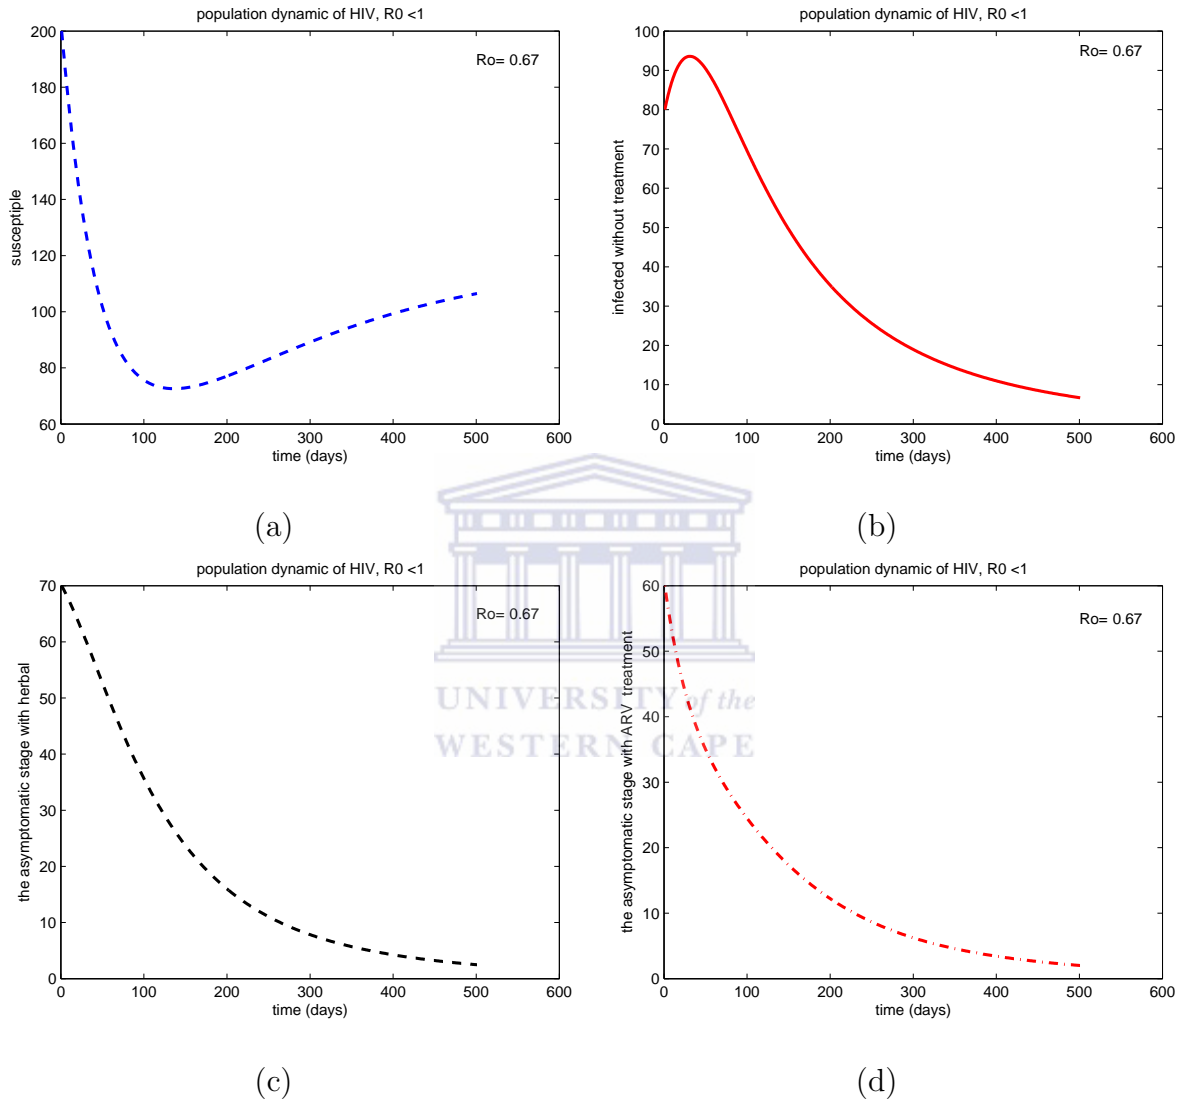 population dynamic of HIV, R0 <1
Ro= 0.67
200
180
160
140
120
100
80
60
0 100 200 300 400 500 600
susceptiple
time (days)
(a)
population dynamic of HIV, R0 <1
Ro= 0.67
100
90
80
70
60
50
40
30
20
10
0
0 100 200 300 400 500 600
infected without treatment
time (days)
(b)
population dynamic of HIV, R0 <1
Ro= 0.67
70
60
50
40
30
20
10
0
0 100 200 300 400 500 600
the asymptomatic stage with herbal
time (days)
(c)
population dynamic of HIV, R0 <1
Ro= 0.67
60
50
40
30
20
10
0
0 100 200 300 400 500 600
the asymptomatic stage with ARV treatment
time (days)
(d)
UNIVERSITY of the
WESTERN CAPE